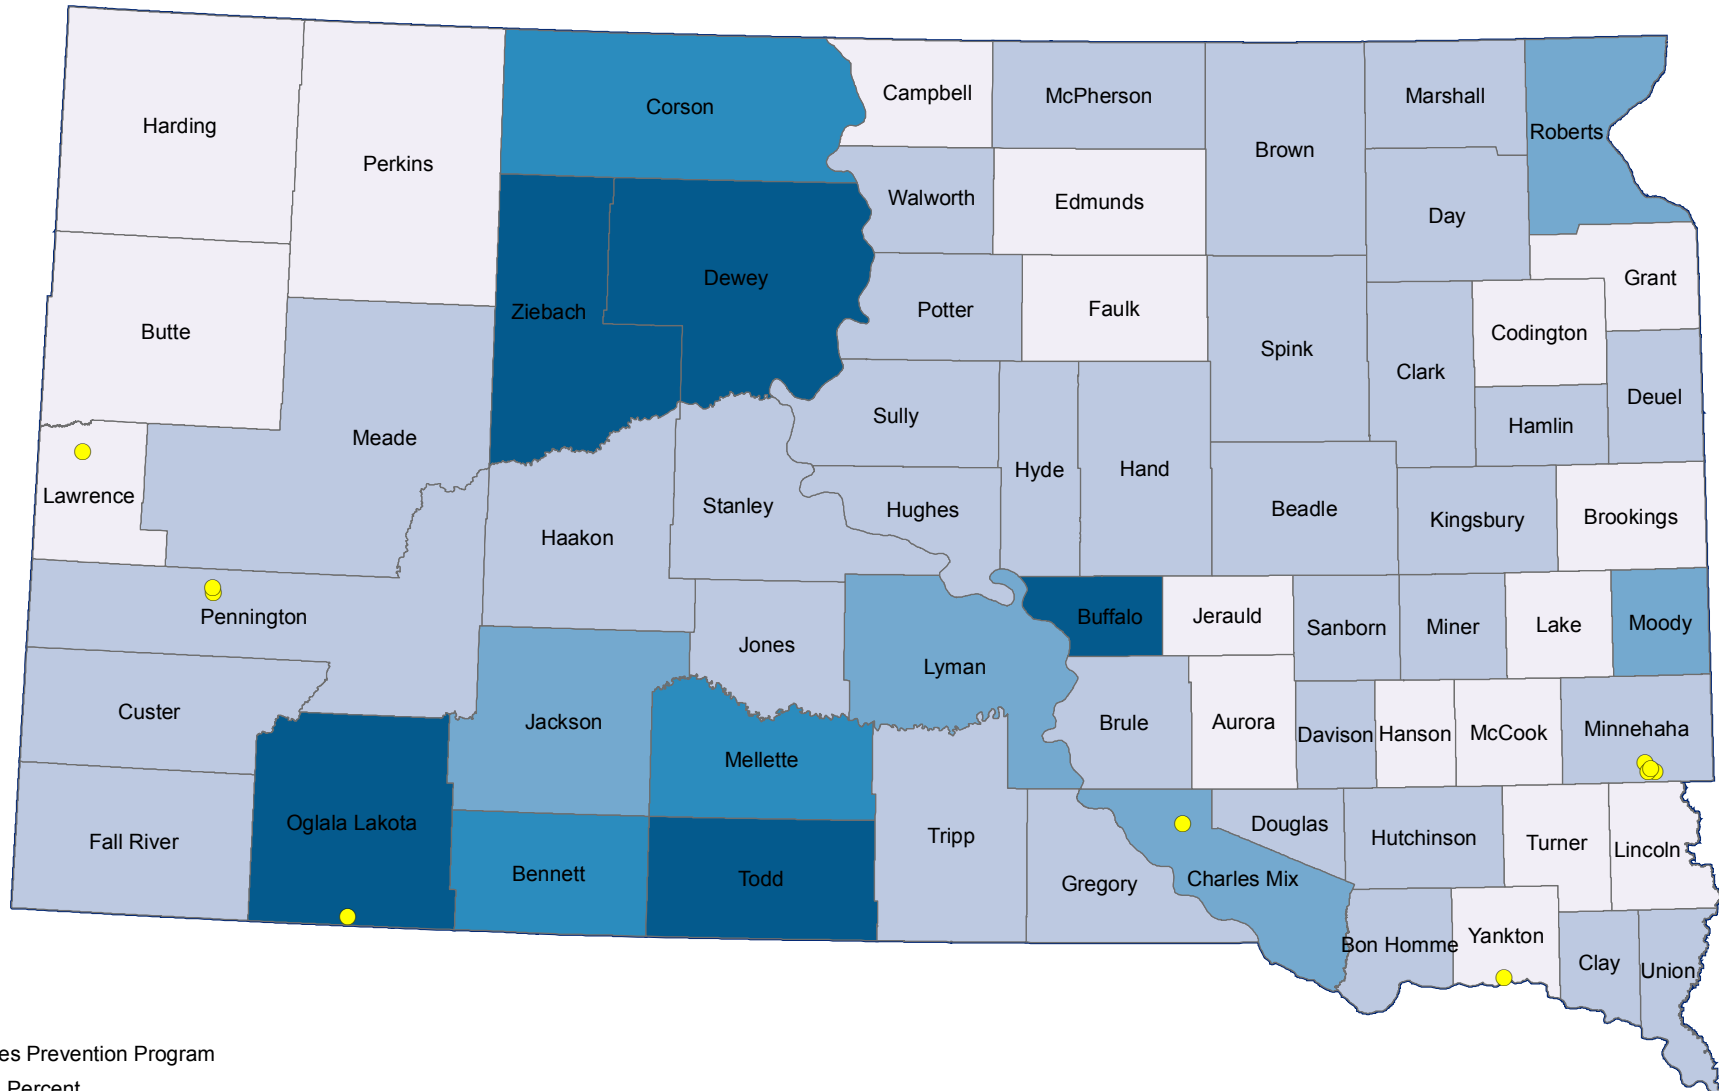 Harding
Perkins
Corson
Campbell
McPherson
Brown
Marshall
Roberts
Walworth
Edmunds
Day
Butte
Ziebach
Dewey
Potter
Faulk
Spink
Clark
Codington
Grant
Deuel
Hamlin
Meade
Sully
Hyde
Hand
Lawrence
Haakon
Stanley
Hughes
Beadle
Kingsbury
Brookings
Pennington
Jones
Lyman
Buffalo
Jerauld
Sanborn
Miner
Lake
Moody
Custer
Jackson
Mellette
Brule
Aurora
Davison
Hanson
McCook
Minnehaha
Fall River
Oglala Lakota
Bennett
Todd
Tripp
Gregory
Charles Mix
Douglas
Hutchinson
Turner
Lincoln
Bon Homme
Yankton
Clay
Union
es Prevention Program
Percent